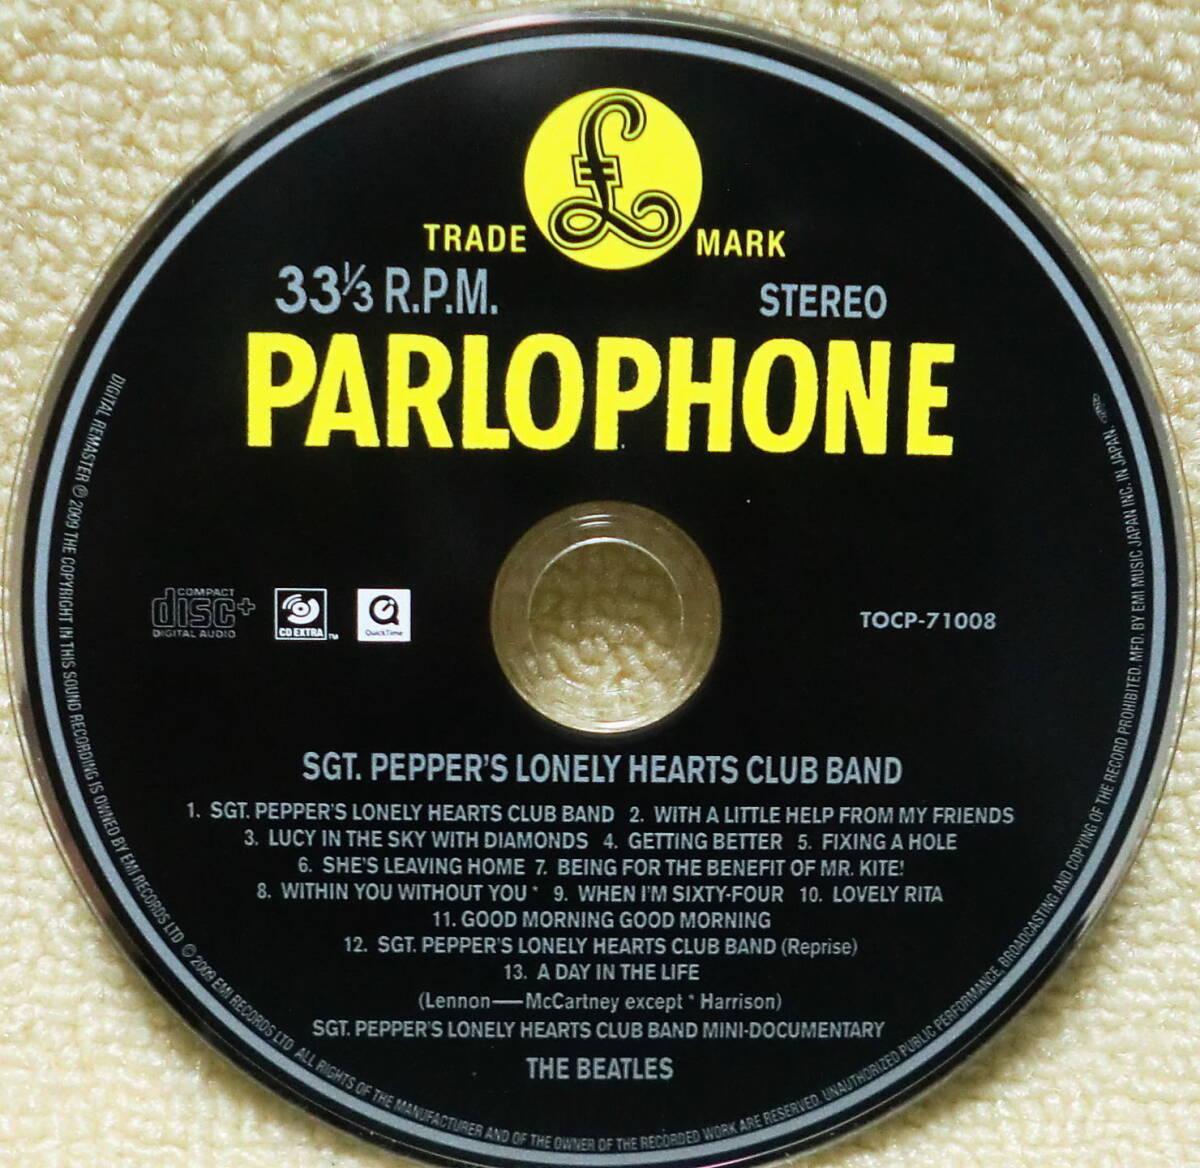 TRADE MARK
33⅓ R.P.M. STEREO
PARLOPHONE
COMPACT
disc+
DIGITAL AUDIO
CD EXTRA™
QuickTime
TOCP-71008
SGT. PEPPER'S LONELY HEARTS CLUB BAND
1. SGT. PEPPER'S LONELY HEARTS CLUB BAND 2. WITH A LITTLE HELP FROM MY FRIENDS
3. LUCY IN THE SKY WITH DIAMONDS 4. GETTING BETTER 5. FIXING A HOLE
6. SHE'S LEAVING HOME 7. BEING FOR THE BENEFIT OF MR. KITE!
8. WITHIN YOU WITHOUT YOU * 9. WHEN I'M SIXTY-FOUR 10. LOVELY RITA
11. GOOD MORNING GOOD MORNING
12. SGT. PEPPER'S LONELY HEARTS CLUB BAND (Reprise)
13. A DAY IN THE LIFE
(Lennon—McCartney except * Harrison)
SGT. PEPPER'S LONELY HEARTS CLUB BAND MINI-DOCUMENTARY
THE BEATLES
DIGITAL REMASTER ℗ 2009 THE COPYRIGHT IN THIS SOUND RECORDING IS OWNED BY EMI RECORDS LTD © 2009 EMI RECORDS LTD ALL RIGHTS OF THE MANUFACTURER AND OF THE OWNER OF THE RECORDED WORK ARE RESERVED. UNAUTHORIZED PUBLIC PERFORMANCE, BROADCASTING AND COPYING OF THE RECORD PROHIBITED. MFD. BY EMI MUSIC JAPAN INC. IN JAPAN.